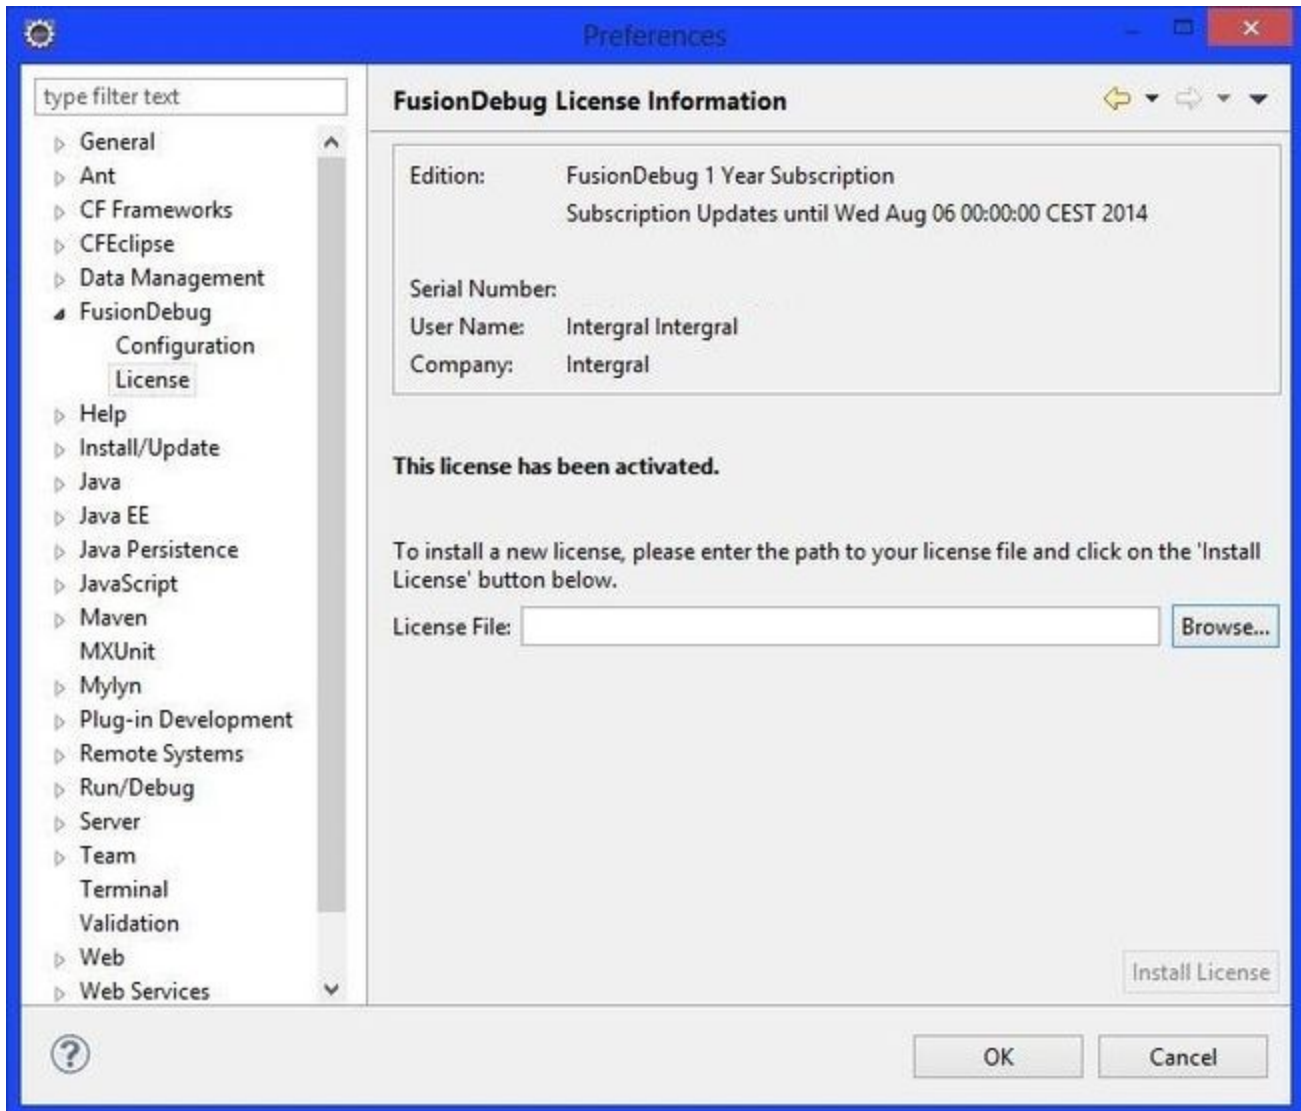 Preferences
type filter text
General
Ant
CF Frameworks
CFEclipse
Data Management
FusionDebug
Configuration
License
Help
Install/Update
Java
Java EE
Java Persistence
JavaScript
Maven
MXUnit
Mylyn
Plug-in Development
Remote Systems
Run/Debug
Server
Team
Terminal
Validation
Web
Web Services
FusionDebug License Information
Edition: FusionDebug 1 Year Subscription
Subscription Updates until Wed Aug 06 00:00:00 CEST 2014
Serial Number:
User Name: Intergral Intergral
Company: Intergral
This license has been activated.
To install a new license, please enter the path to your license file and click on the 'Install
License' button below.
License File: Browse...
Install License
OK Cancel